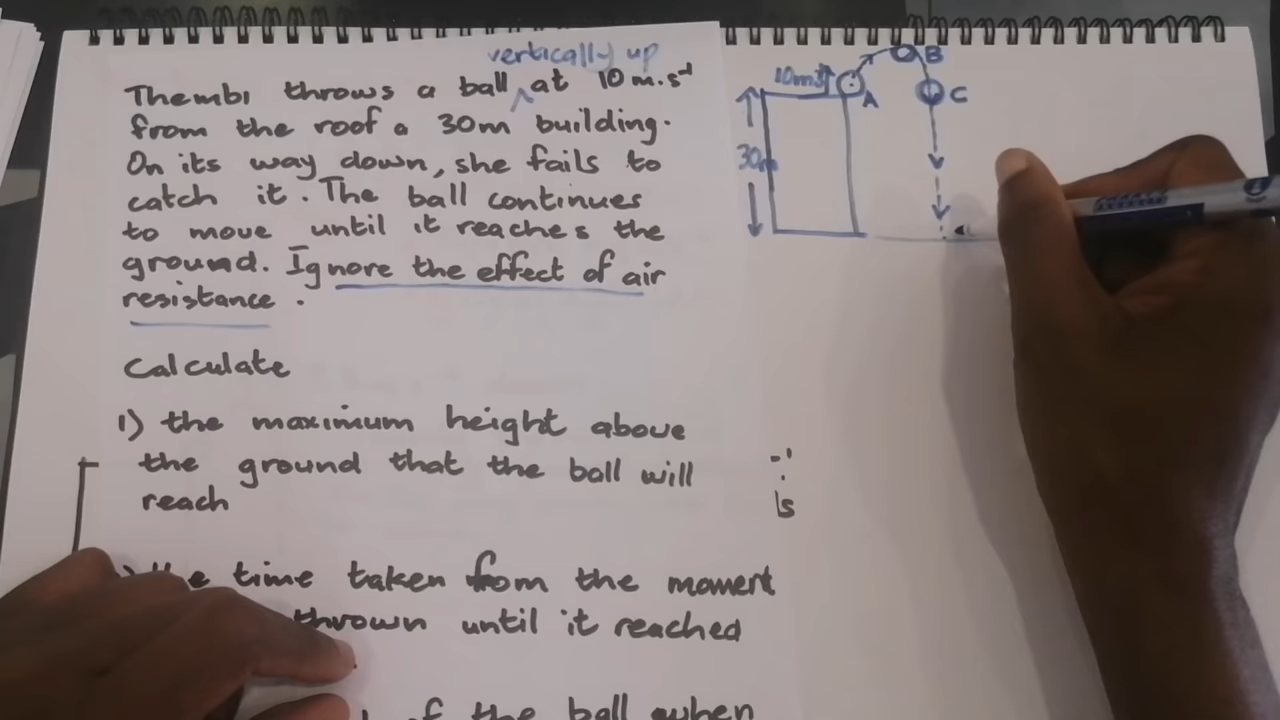 vertically up
Thembi throws a ball ^ at 10 m.s⁻¹
from the roof a 30m building.
On its way down, she fails to
catch it. The ball continues
to move until it reaches the
ground. Ignore the effect of air
resistance.
Calculate
1) the maximum height above
the ground that the ball will
reach
time taken from the moment
thrown until it reached
of the ball when
B
A
C
30m